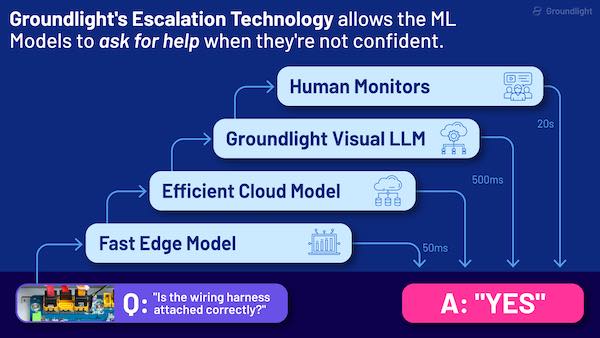 Groundlight's Escalation Technology allows the ML
Models to ask for help when they're not confident.
Groundlight
Human Monitors
20s
Groundlight Visual LLM
500ms
Efficient Cloud Model
Fast Edge Model
50ms
Q: "Is the wiring harness
attached correctly?"
A: "YES"